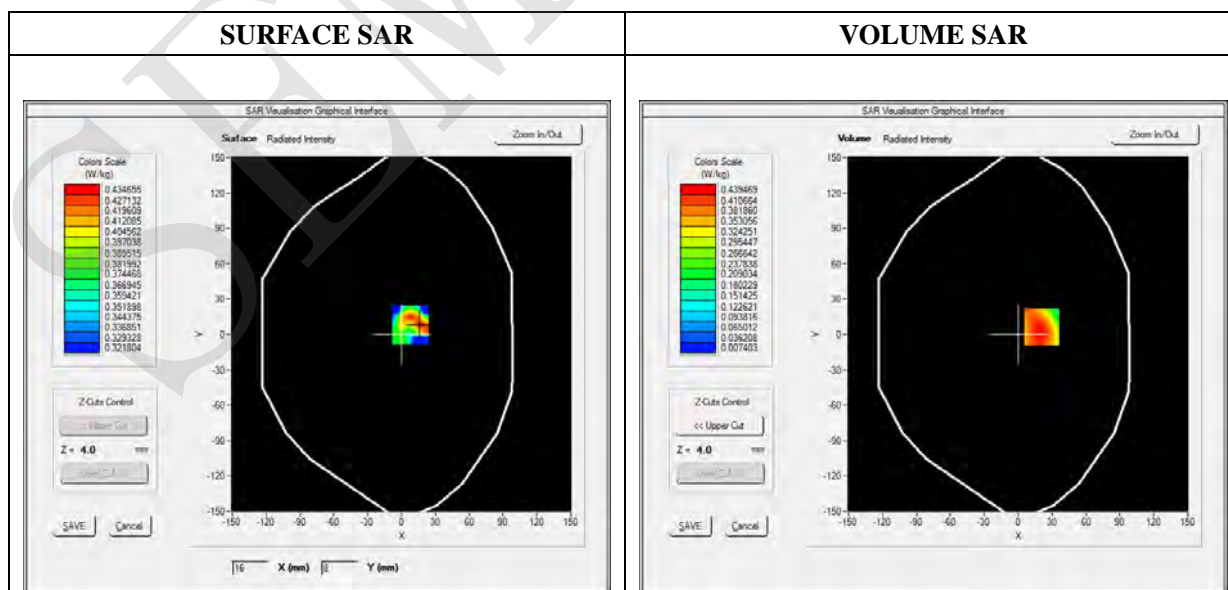 SURFACE SAR
VOLUME SAR
SAR Visualisation Graphical Interface
Surface Radiated Intensity
Zoom In/Out
Colors Scale
(W/kg)
0.434655
0.427132
0.419609
0.412085
0.404562
0.397038
0.389515
0.381992
0.374468
0.366945
0.359421
0.351898
0.344375
0.336851
0.329328
0.321804
150
120
90
60
30
0
-30
-60
-90
-120
-150
Y
-150 -120 -90 -60 -30 0 30 60 90 120 150
X
Z-Cuts Control
<< Upper Cut
Z = 4.0 mm
SAVE
Cancel
16 X (mm) 8 Y (mm)
SAR Visualisation Graphical Interface
Volume Radiated Intensity
Zoom In/Out
Colors Scale
(W/kg)
0.439469
0.410664
0.381860
0.353056
0.324251
0.295447
0.266642
0.237838
0.209034
0.180229
0.151425
0.122621
0.093816
0.065012
0.036208
0.007403
150
120
90
60
30
0
-30
-60
-90
-120
-150
Y
-150 -120 -90 -60 -30 0 30 60 90 120 150
X
Z-Cuts Control
<< Upper Cut
Z = 4.0 mm
SAVE
Cancel